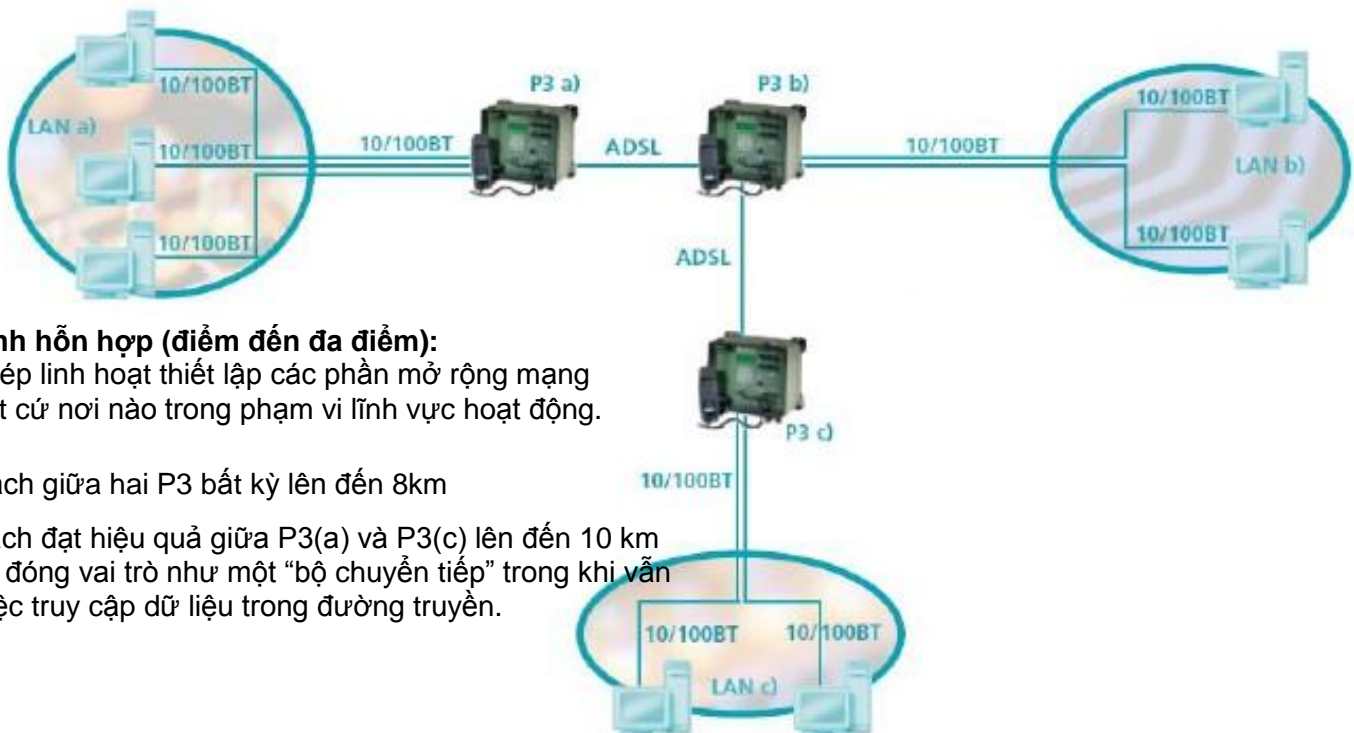 P3 a)
P3 b)
10/100BT
10/100BT
LAN a)
LAN b)
10/100BT
10/100BT
ADSL
10/100BT
10/100BT
10/100BT
ADSL
nh hỗn hợp (điểm đến đa điểm):
ép linh hoạt thiết lập các phần mở rộng mạng
t cứ nơi nào trong phạm vi lĩnh vực hoạt động.
P3 c)
ách giữa hai P3 bất kỳ lên đến 8km
10/100BT
ách đạt hiệu quả giữa P3(a) và P3(c) lên đến 10 km
đóng vai trò như một “bộ chuyển tiếp” trong khi vẫn
ệc truy cập dữ liệu trong đường truyền.
10/100BT
10/100BT
LAN c)